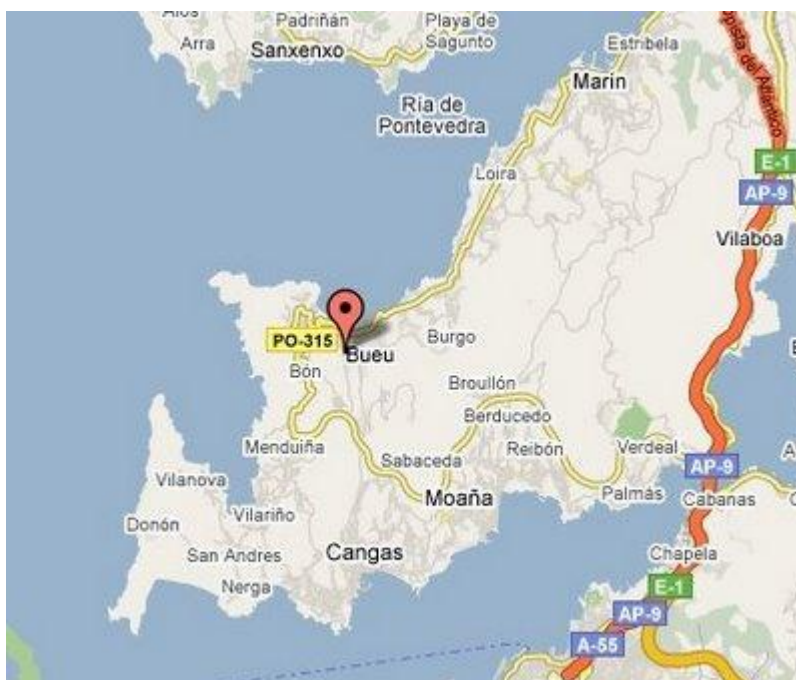 Padriñán
Playa de
Sagunto
Arra
Sanxenxo
Estribela
Marín
Ría de
Pontevedra
Autopista del Atlántico
E-1
AP-9
Loira
Vilaboa
PO-315
Bueu
Burgo
Bón
Broullón
Berducedo
Menduiña
Sabaceda
Reibón
Verdeal
AP-9
Vilanova
Moaña
Palmás
Cabanas
Vilariño
Donón
San Andres
Cangas
Chapela
Nerga
E-1
AP-9
A-55